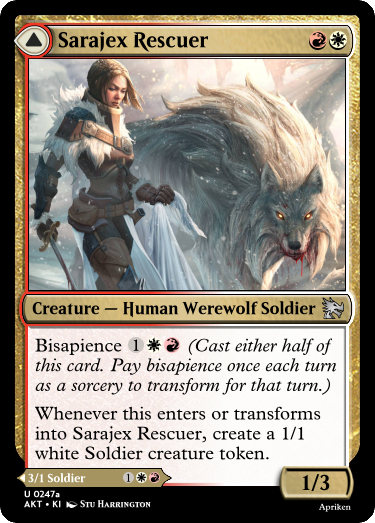 Sarajex Rescuer
Creature — Human Werewolf Soldier
Bisapience 1 (Cast either half of
this card. Pay bisapience once each turn
as a sorcery to transform for that turn.)
Whenever this enters or transforms
into Sarajex Rescuer, create a 1/1
white Soldier creature token.
3/1 Soldier 1
1/3
U 0247a
AKT • KI Stu Harrington
Apriken